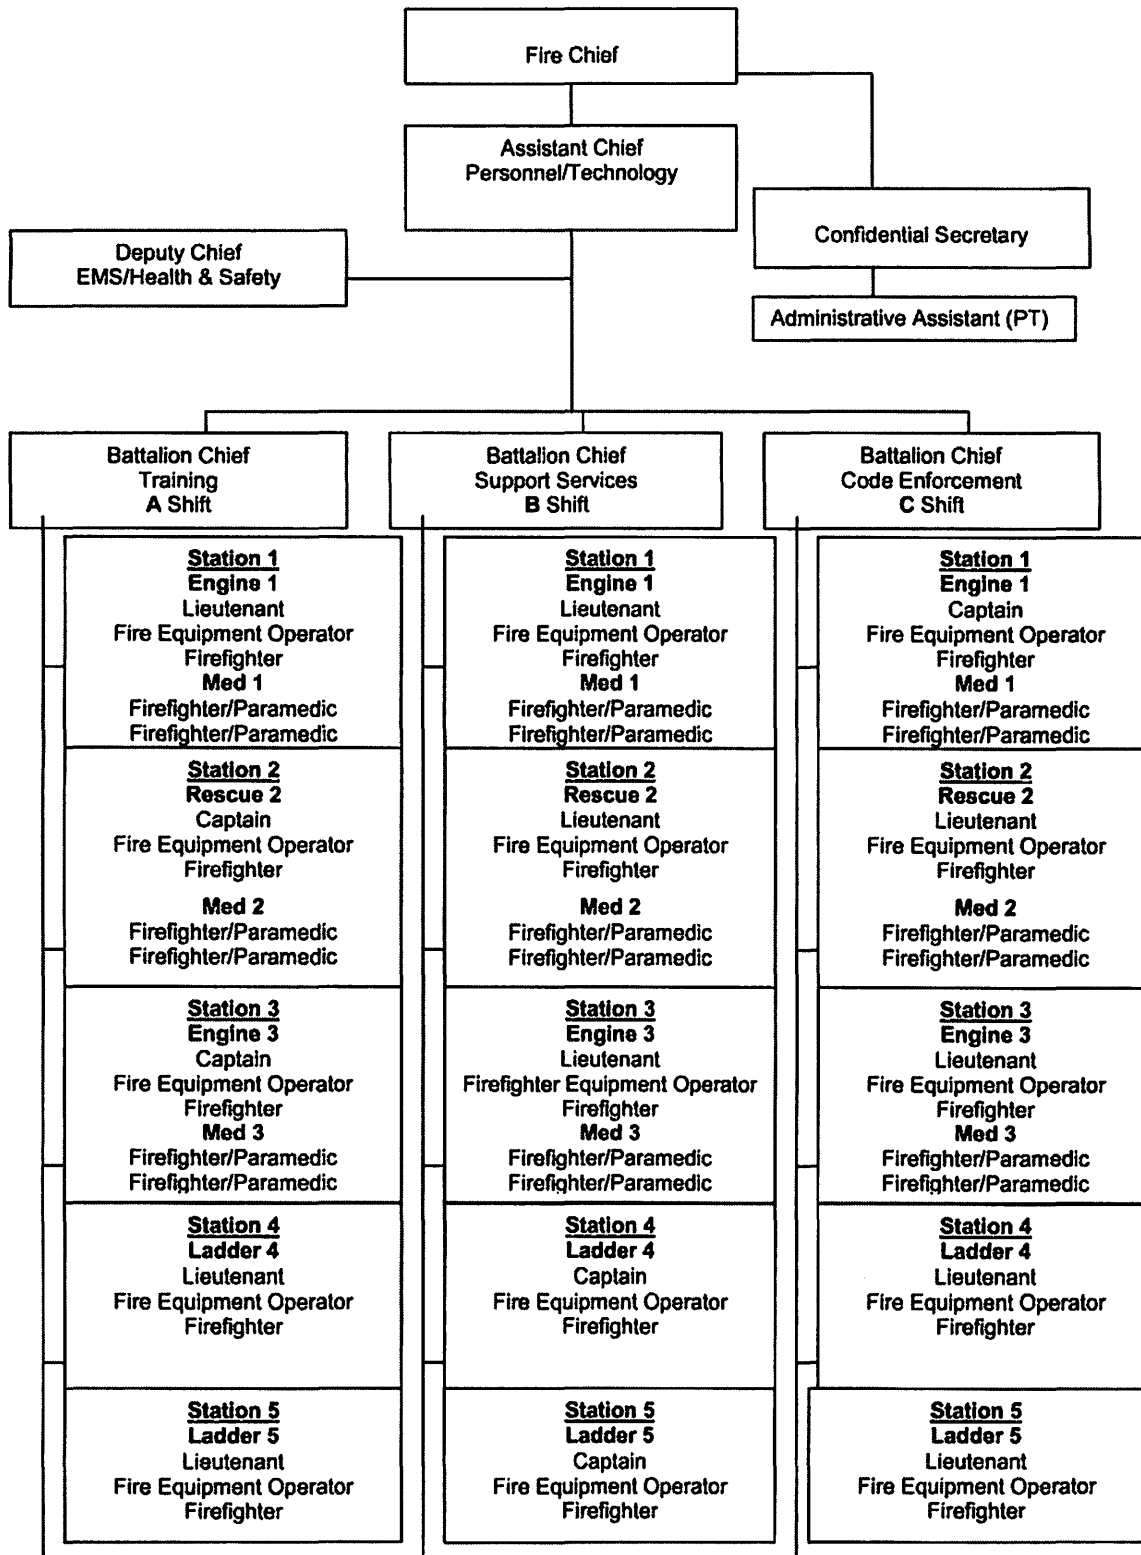 Fire Chief
Assistant Chief
Personnel/Technology
Confidential Secretary
Deputy Chief
EMS/Health & Safety
Administrative Assistant (PT)
Battalion Chief
Training
A Shift
Station 1
Engine 1
Lieutenant
Fire Equipment Operator
Firefighter
Med 1
Firefighter/Paramedic
Firefighter/Paramedic
Station 2
Rescue 2
Captain
Fire Equipment Operator
Firefighter
Med 2
Firefighter/Paramedic
Firefighter/Paramedic
Station 3
Engine 3
Captain
Fire Equipment Operator
Firefighter
Med 3
Firefighter/Paramedic
Firefighter/Paramedic
Station 4
Ladder 4
Lieutenant
Fire Equipment Operator
Firefighter
Station 5
Ladder 5
Lieutenant
Fire Equipment Operator
Firefighter
Battalion Chief
Support Services
B Shift
Station 1
Engine 1
Lieutenant
Fire Equipment Operator
Firefighter
Med 1
Firefighter/Paramedic
Firefighter/Paramedic
Station 2
Rescue 2
Lieutenant
Fire Equipment Operator
Firefighter
Med 2
Firefighter/Paramedic
Firefighter/Paramedic
Station 3
Engine 3
Lieutenant
Firefighter Equipment Operator
Firefighter
Med 3
Firefighter/Paramedic
Firefighter/Paramedic
Station 4
Ladder 4
Captain
Fire Equipment Operator
Firefighter
Station 5
Ladder 5
Captain
Fire Equipment Operator
Firefighter
Battalion Chief
Code Enforcement
C Shift
Station 1
Engine 1
Captain
Fire Equipment Operator
Firefighter
Med 1
Firefighter/Paramedic
Firefighter/Paramedic
Station 2
Rescue 2
Lieutenant
Fire Equipment Operator
Firefighter
Med 2
Firefighter/Paramedic
Firefighter/Paramedic
Station 3
Engine 3
Lieutenant
Fire Equipment Operator
Firefighter
Med 3
Firefighter/Paramedic
Firefighter/Paramedic
Station 4
Ladder 4
Lieutenant
Fire Equipment Operator
Firefighter
Station 5
Ladder 5
Lieutenant
Fire Equipment Operator
Firefighter